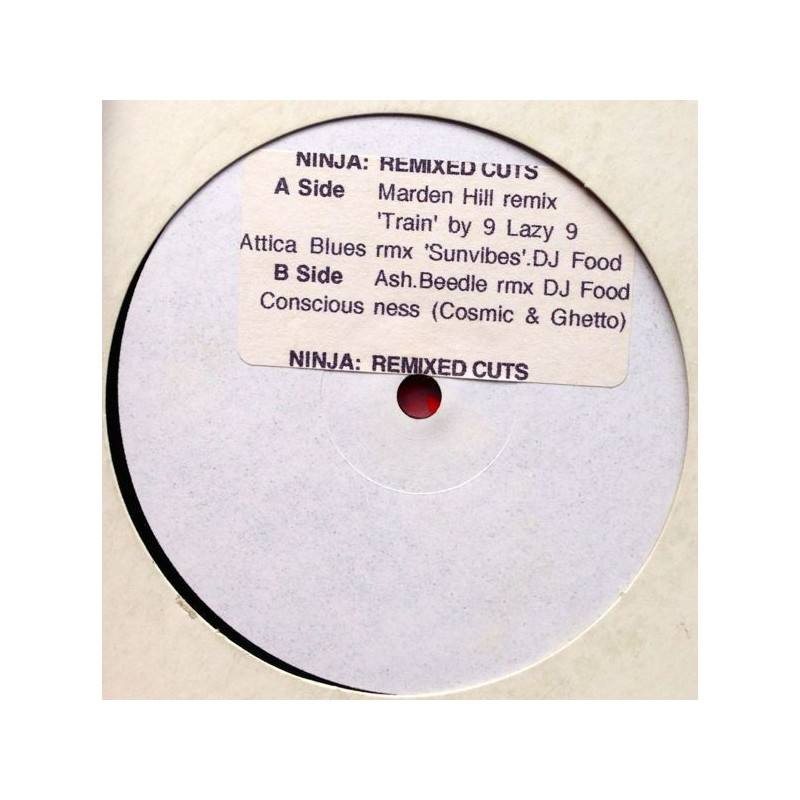 NINJA: REMIXED CUTS
A Side Marden Hill remix
'Train' by 9 Lazy 9
Attica Blues rmx 'Sunvibes'.DJ Food
B Side Ash.Beedle rmx DJ Food
Conscious ness (Cosmic & Ghetto)
NINJA: REMIXED CUTS